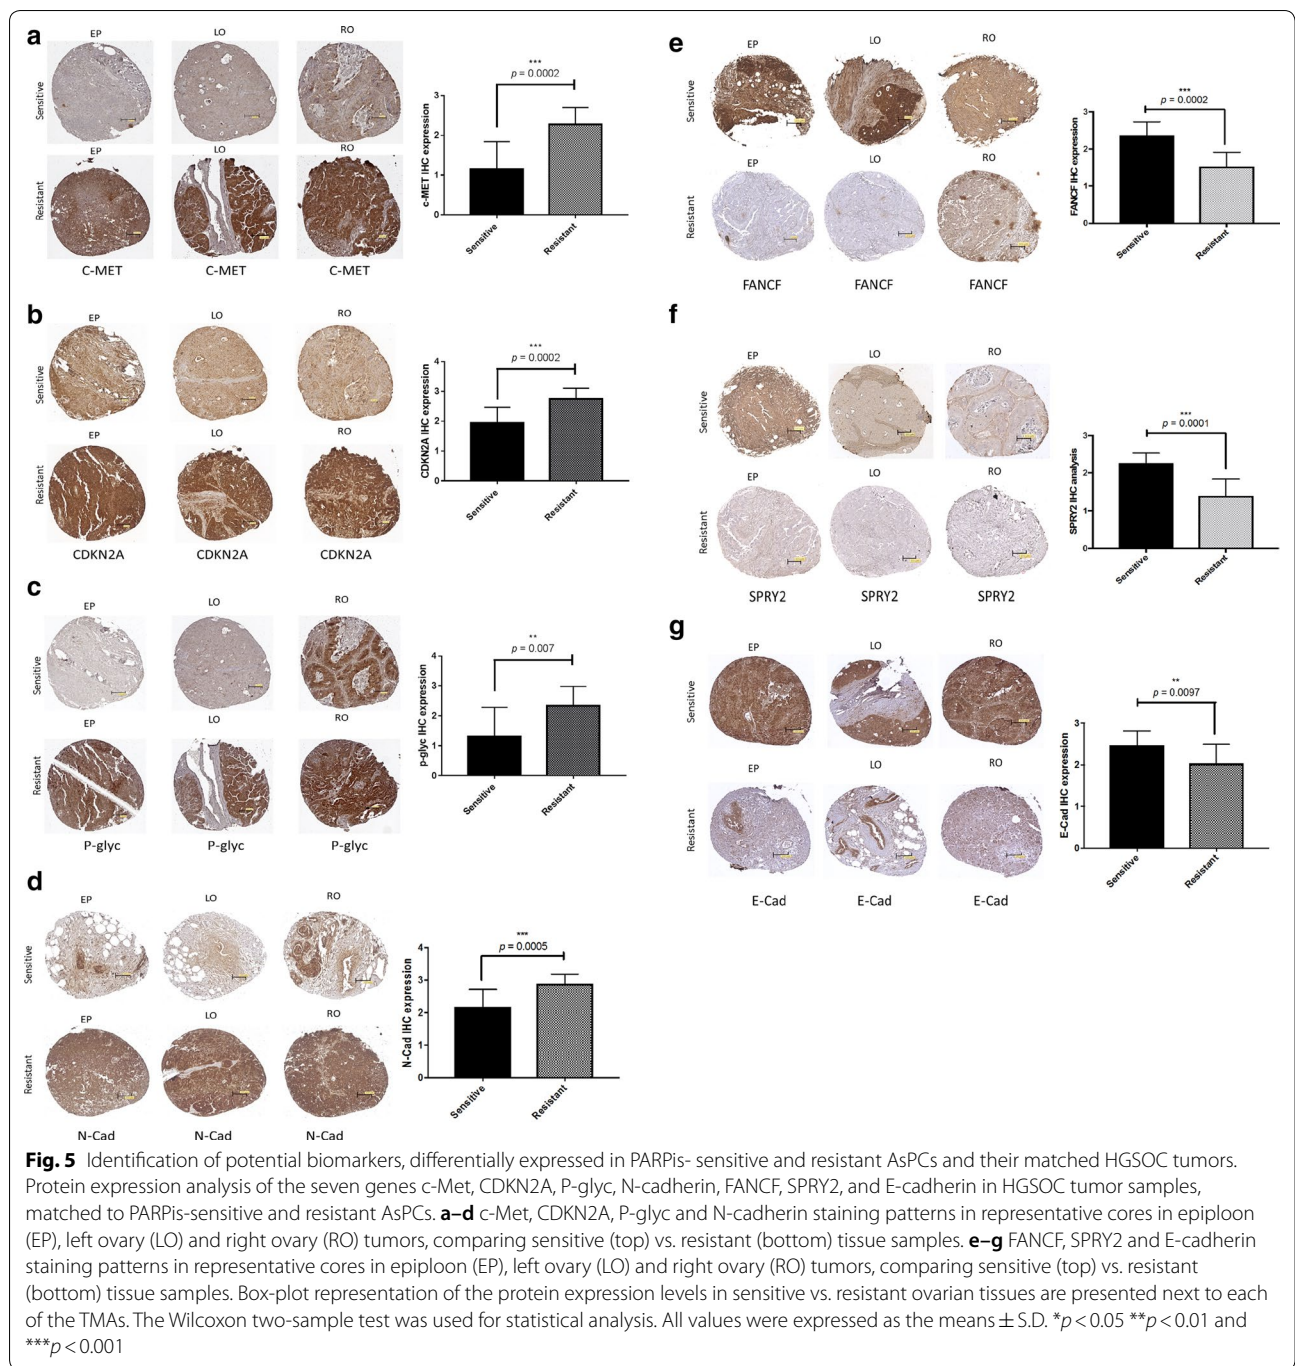 a
EP LO RO
Sensitive
EP LO RO
Resistant
C-MET C-MET C-MET
***
p = 0.0002
c-MET IHC expression
3
2
1
0
Sensitive Resistant
b
EP LO RO
Sensitive
EP LO RO
Resistant
CDKN2A CDKN2A CDKN2A
***
p = 0.0002
CDKN2A IHC expression
4
3
2
1
0
Sensitive Resistant
c
EP LO RO
Sensitive
EP LO RO
Resistant
P-glyc P-glyc P-glyc
**
p = 0.007
p-glyc IHC expression
4
3
2
1
0
Sensitive Resistant
d
EP LO RO
Sensitive
EP LO RO
Resistant
N-Cad N-Cad N-Cad
***
p = 0.0005
N-Cad IHC expression
4
3
2
1
0
Sensitive Resistant
e
EP LO RO
Sensitive
EP LO RO
Resistant
FANCF FANCF FANCF
***
p = 0.0002
FANCF IHC expression
3
2
1
0
Sensitive Resistant
f
EP LO RO
Sensitive
EP LO RO
Resistant
SPRY2 SPRY2 SPRY2
***
p = 0.0001
SPRY2 IHC analysis
3
2
1
0
Sensitive Resistant
g
EP LO RO
Sensitive
EP LO RO
Resistant
E-Cad E-Cad E-Cad
**
p = 0.0097
E-Cad IHC expression
3
2
1
0
Sensitive Resistant
Fig. 5 Identification of potential biomarkers, differentially expressed in PARPis- sensitive and resistant AsPCs and their matched HGSOC tumors.
Protein expression analysis of the seven genes c-Met, CDKN2A, P-glyc, N-cadherin, FANCF, SPRY2, and E-cadherin in HGSOC tumor samples,
matched to PARPis-sensitive and resistant AsPCs. a–d c-Met, CDKN2A, P-glyc and N-cadherin staining patterns in representative cores in epiploon
(EP), left ovary (LO) and right ovary (RO) tumors, comparing sensitive (top) vs. resistant (bottom) tissue samples. e–g FANCF, SPRY2 and E-cadherin
staining patterns in representative cores in epiploon (EP), left ovary (LO) and right ovary (RO) tumors, comparing sensitive (top) vs. resistant
(bottom) tissue samples. Box-plot representation of the protein expression levels in sensitive vs. resistant ovarian tissues are presented next to each
of the TMAs. The Wilcoxon two-sample test was used for statistical analysis. All values were expressed as the means ± S.D. *p < 0.05 **p < 0.01 and
***p < 0.001